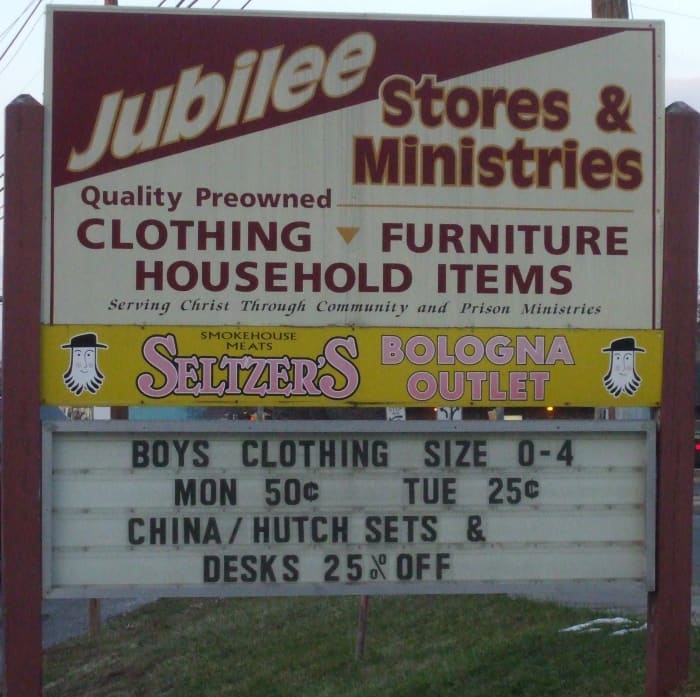 Jubilee
Stores &
Ministries
Quality Preowned
CLOTHING FURNITURE
HOUSEHOLD ITEMS
Serving Christ Through Community and Prison Ministries
SMOKEHOUSE
MEATS
SELTZER'S
BOLOGNA
OUTLET
BOYS CLOTHING SIZE 0-4
MON 50¢ TUE 25¢
CHINA/HUTCH SETS &
DESKS 25% OFF